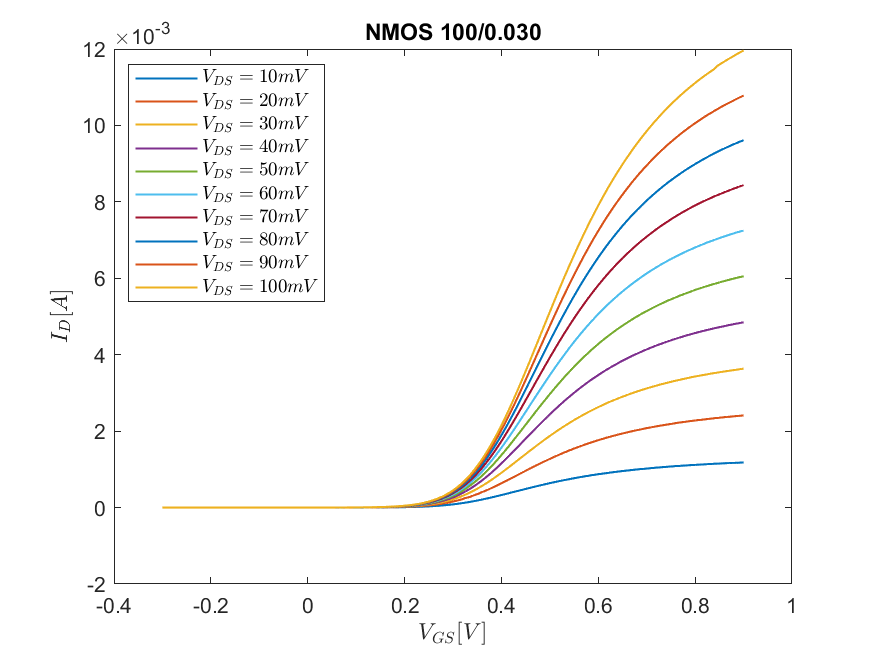 NMOS 100/0.030
×10⁻³
12
10
8
6
4
2
0
-2
I_D[A]
V_DS = 10mV
V_DS = 20mV
V_DS = 30mV
V_DS = 40mV
V_DS = 50mV
V_DS = 60mV
V_DS = 70mV
V_DS = 80mV
V_DS = 90mV
V_DS = 100mV
-0.4 -0.2 0 0.2 0.4 0.6 0.8 1
V_GS[V]